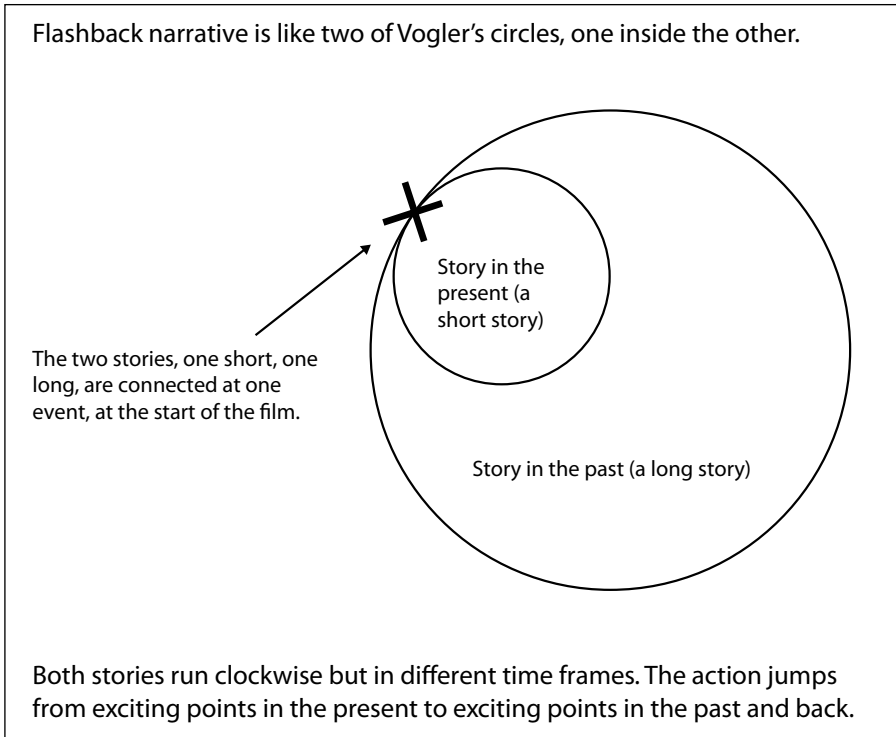 Flashback narrative is like two of Vogler’s circles, one inside the other.
Story in the
present (a
short story)
The two stories, one short, one
long, are connected at one
event, at the start of the film.
Story in the past (a long story)
Both stories run clockwise but in different time frames. The action jumps
from exciting points in the present to exciting points in the past and back.